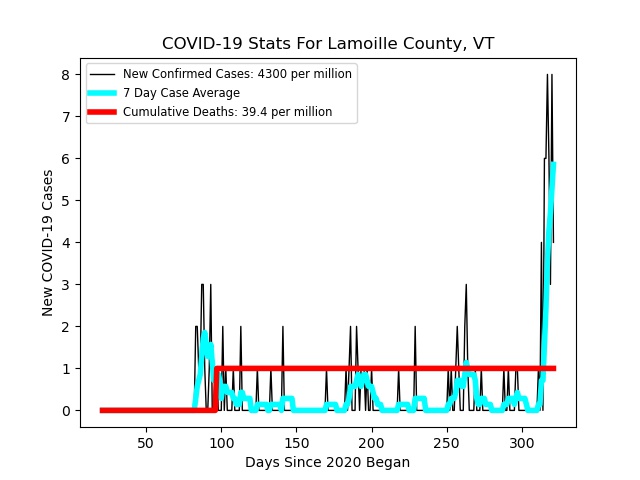 COVID-19 Stats For Lamoille County, VT
New Confirmed Cases: 4300 per million
7 Day Case Average
Cumulative Deaths: 39.4 per million
New COVID-19 Cases
8
7
6
5
4
3
2
1
0
50 100 150 200 250 300
Days Since 2020 Began